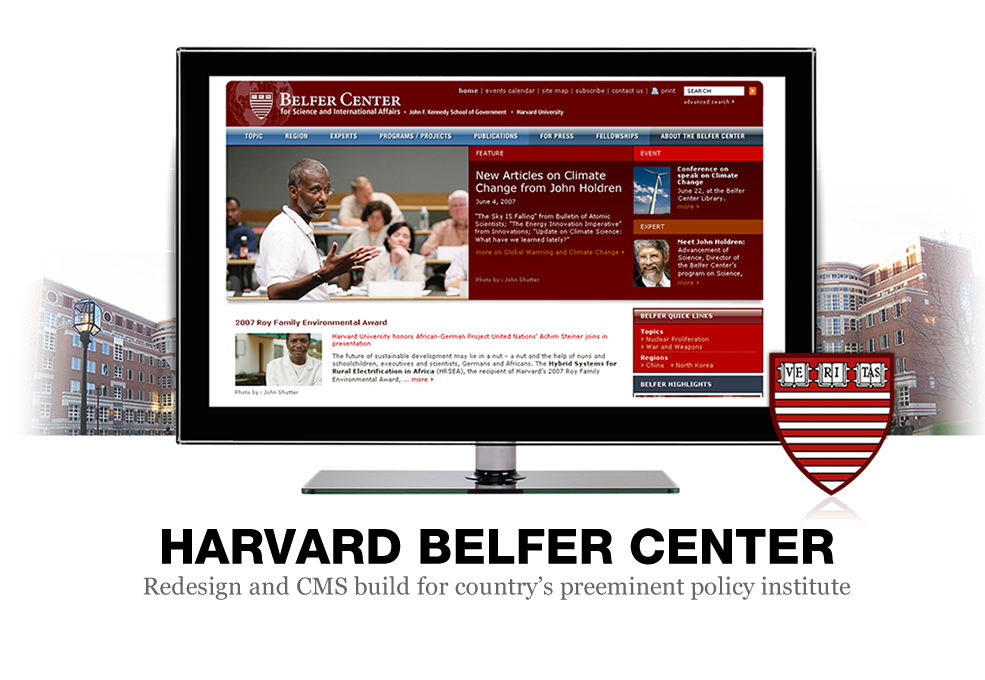 home | events calendar | site map | subscribe | contact us | print
SEARCH
advanced search
BELFER CENTER
for Science and International Affairs • John F. Kennedy School of Government • Harvard University
TOPIC REGION EXPERTS PROGRAMS / PROJECTS PUBLICATIONS FOR PRESS FELLOWSHIPS ABOUT THE BELFER CENTER
FEATURE
New Articles on Climate
Change from John Holdren
June 4, 2007
"The Sky IS Falling" from Bulletin of Atomic
Scientists; "The Energy Innovation Imperative"
from Innovations; "Update on Climate Science:
What have we learned lately?"
more on Global Warming and Climate Change
Photo by : John Shutter
EVENT
Conference on
speak on Climate
Change
June 22, at the Belfer
Center Library.
more
EXPERT
Meet John Holdren:
Advancement of
Science, Director of
the Belfer Center's
program on Science,
more
2007 Roy Family Environmental Award
Harvard University honors African-German Project United Nations' Achim Steiner joins in
presentation
The future of sustainable development may lie in a nut – a nut and the help of nuns and
schoolchildren, executives and scientists, Germans and Africans. The Hybrid Systems for
Rural Electrification in Africa (HRSEA), the recipient of Harvard's 2007 Roy Family
Environmental Award, ... more
Photo by : John Shutter
BELFER QUICK LINKS
Topics
Nuclear Proliferation
War and Weapons
Regions
China North Korea
BELFER HIGHLIGHTS
VE RI TAS
HARVARD BELFER CENTER
Redesign and CMS build for country's preeminent policy institute